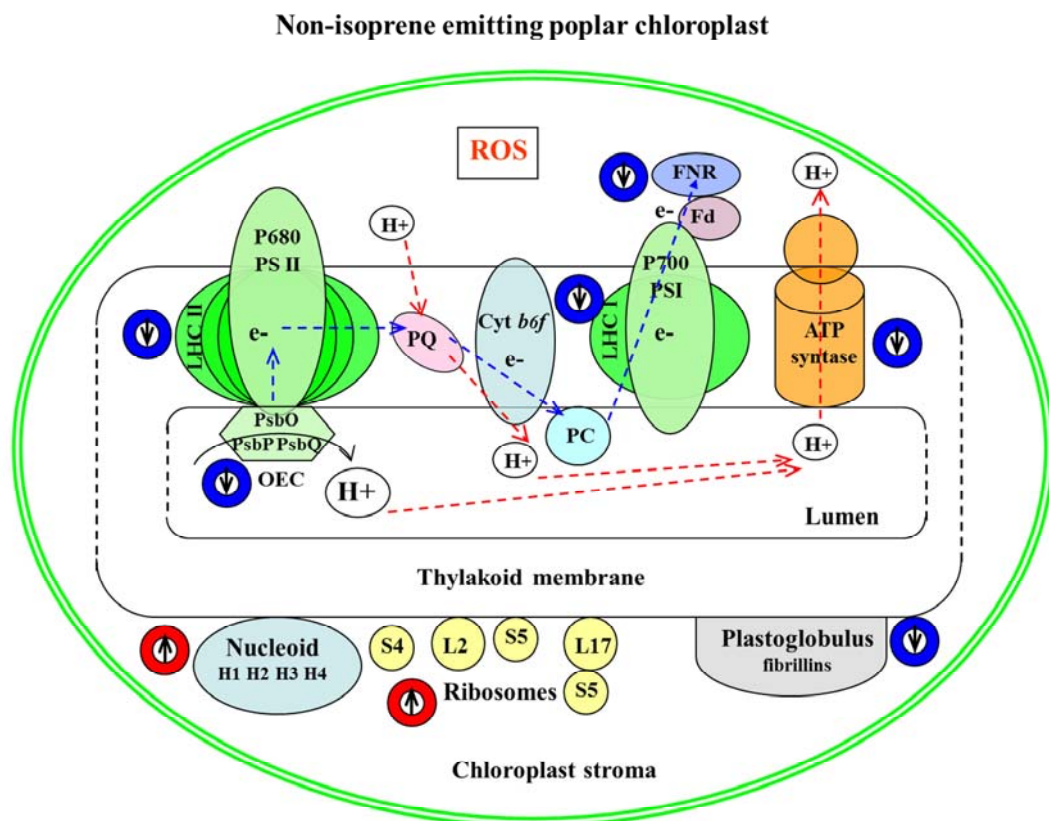 Non-isoprene emitting poplar chloroplast
ROS
FNR
H+
e-
Fd
H+
P680
PS II
P700
PSI
LHC II
e-
PQ
Cyt b6f
e-
LHC I
e-
ATP
syntase
PsbO
PsbP PsbQ
PC
H+
H+
OEC
H+
Lumen
Thylakoid membrane
Nucleoid
H1 H2 H3 H4
S4
L2
S5
L17
Plastoglobulus
fibrillins
Ribosomes
S5
Chloroplast stroma